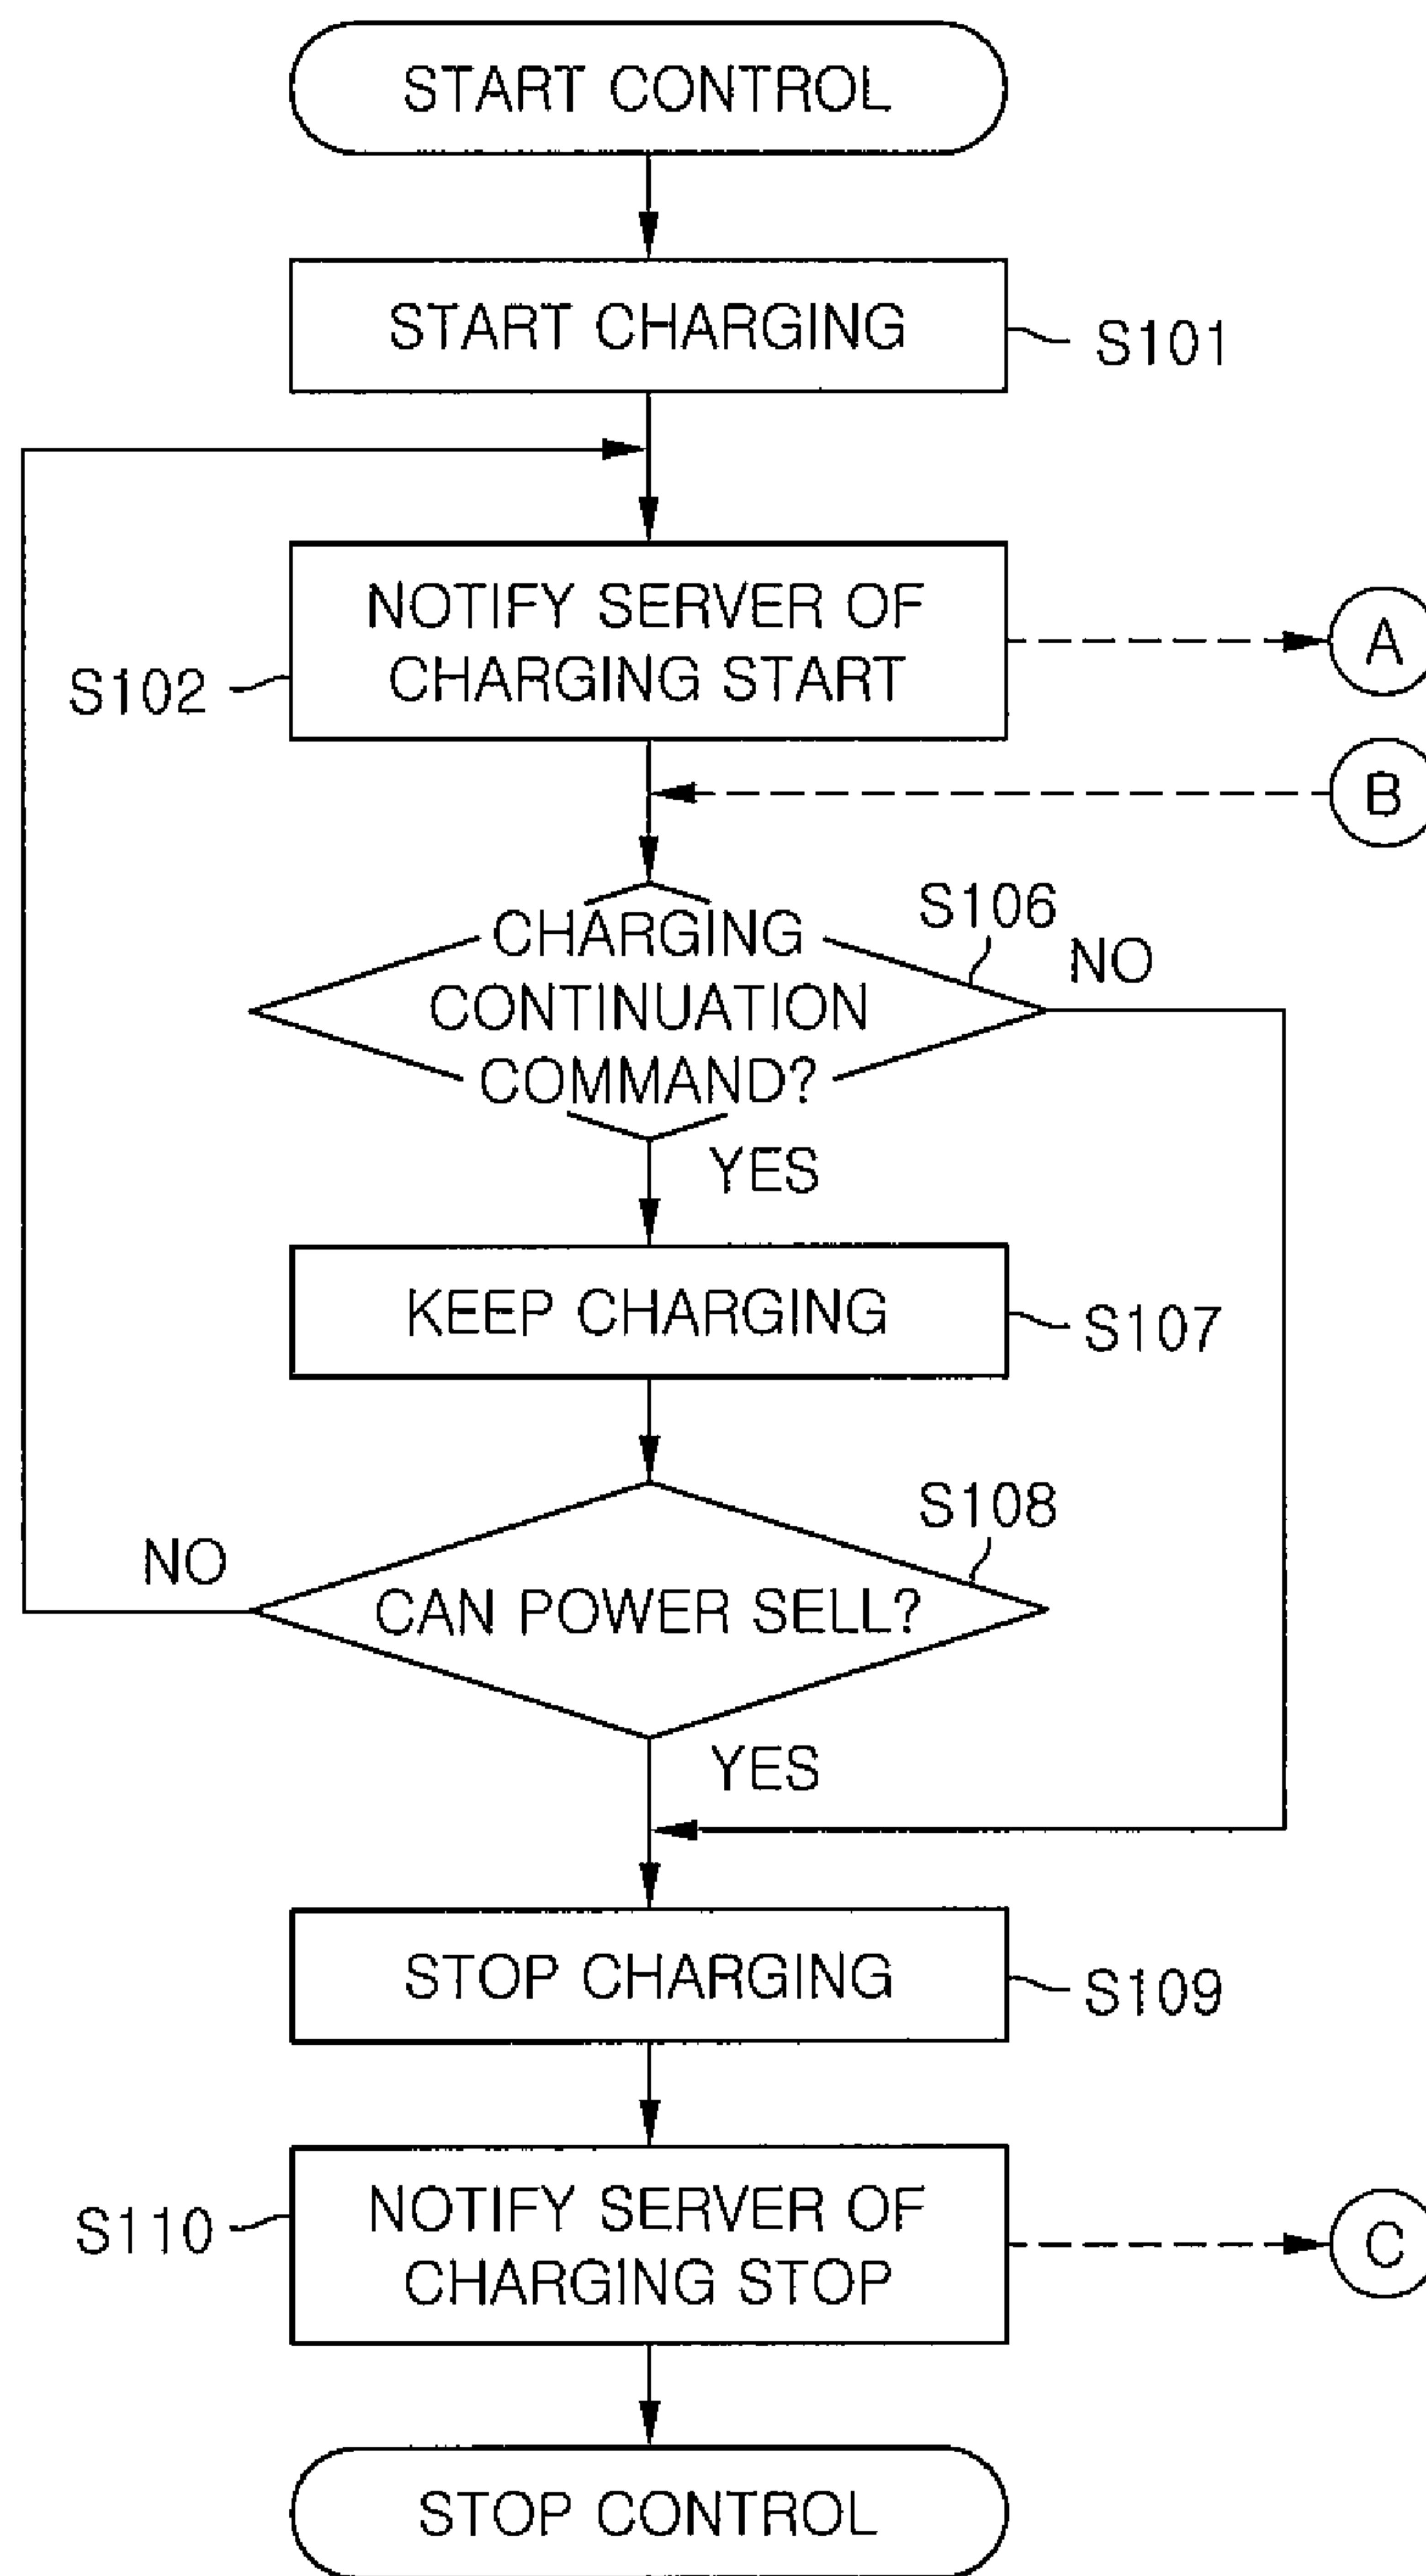 START CONTROL
START CHARGING
S101
NOTIFY SERVER OF
CHARGING START
S102
A
B
CHARGING
CONTINUATION
COMMAND?
S106
NO
YES
KEEP CHARGING
S107
S108
NO
CAN POWER SELL?
YES
STOP CHARGING
S109
NOTIFY SERVER OF
CHARGING STOP
S110
C
STOP CONTROL